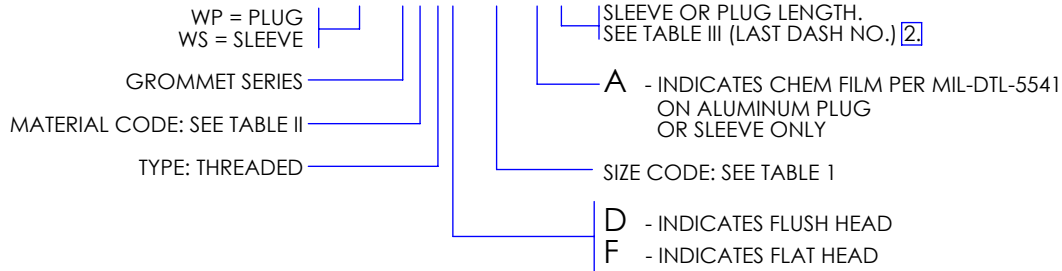 WP = PLUG
WS = SLEEVE
SLEEVE OR PLUG LENGTH.
SEE TABLE III (LAST DASH NO.) 2.
GROMMET SERIES
A - INDICATES CHEM FILM PER MIL-DTL-5541
ON ALUMINUM PLUG
OR SLEEVE ONLY
MATERIAL CODE: SEE TABLE II
TYPE: THREADED
SIZE CODE: SEE TABLE 1
D - INDICATES FLUSH HEAD
F - INDICATES FLAT HEAD